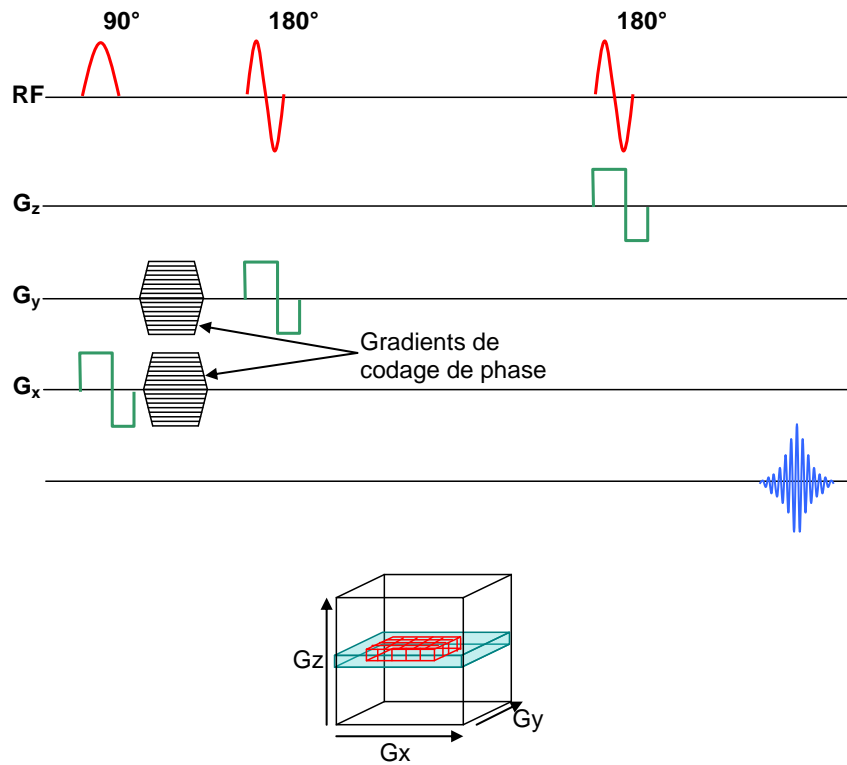 90° 180° 180°
RF
Gz
Gy
Gradients de
codage de phase
Gx
Gz
Gy
Gx